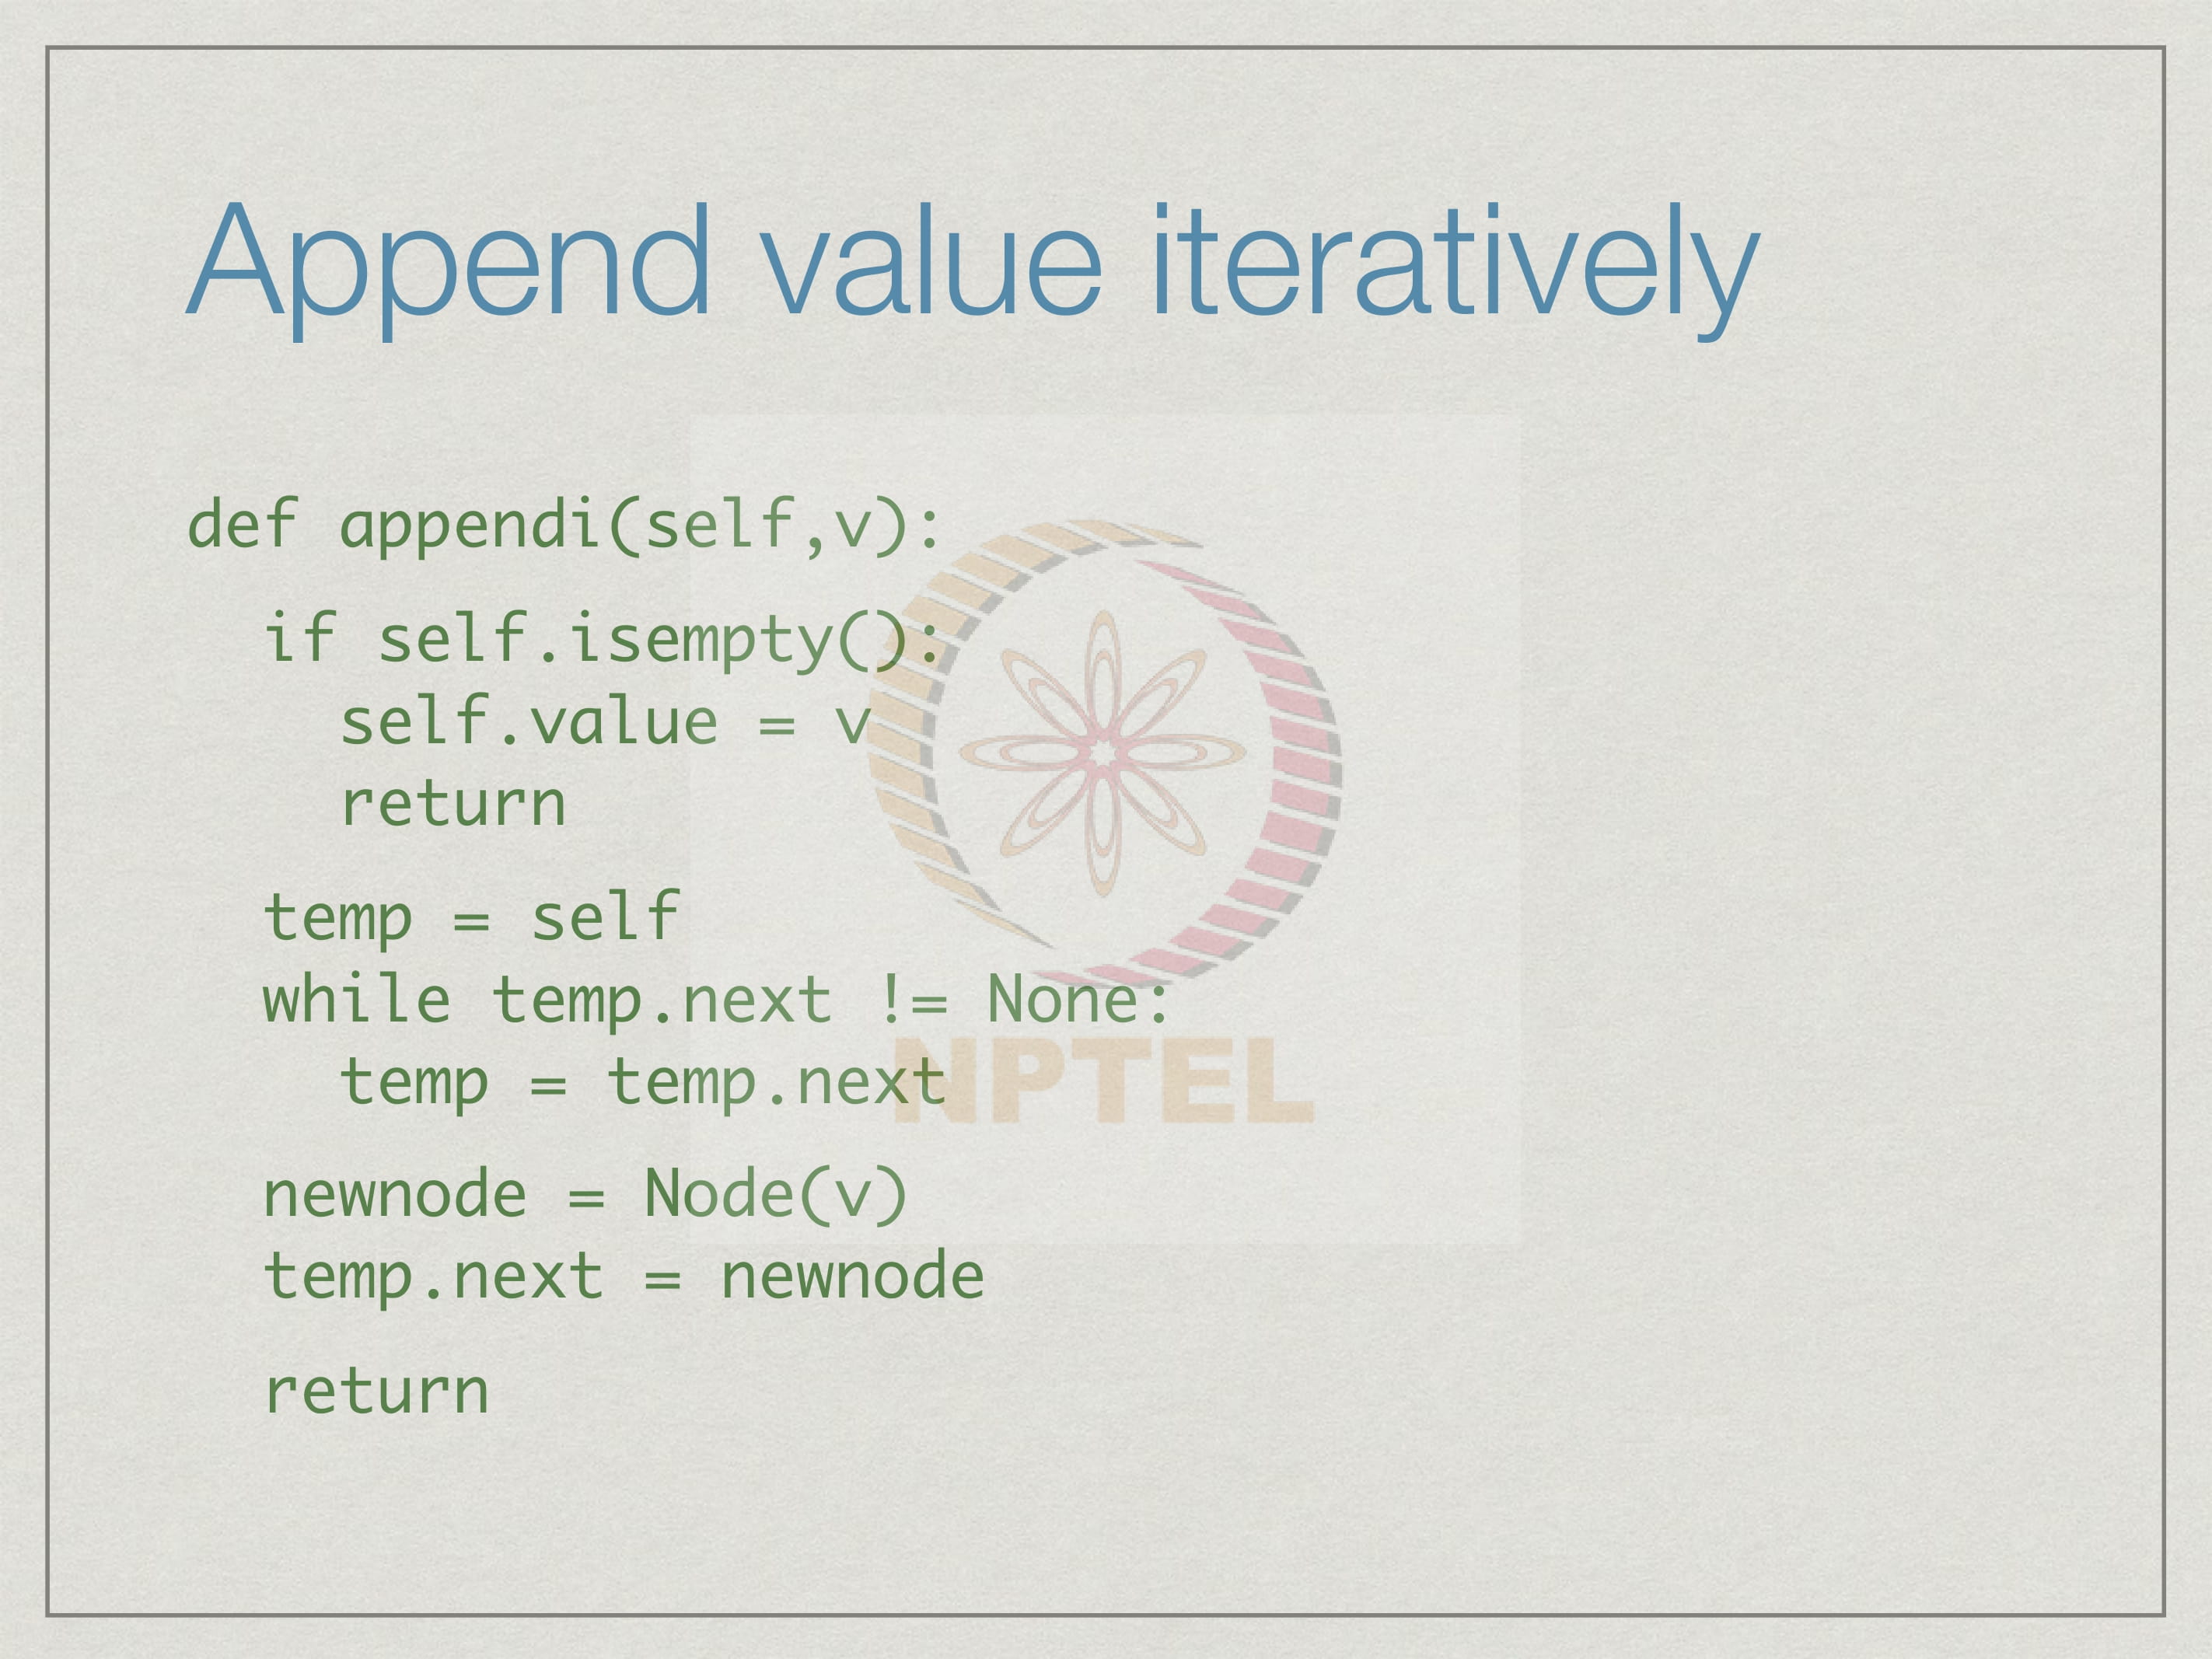 Append value iteratively
def appendi(self,v):
if self.isempty():
self.value = v
return
temp = self
while temp.next != None:
temp = temp.next
newnode = Node(v)
temp.next = newnode
return
NPTEL